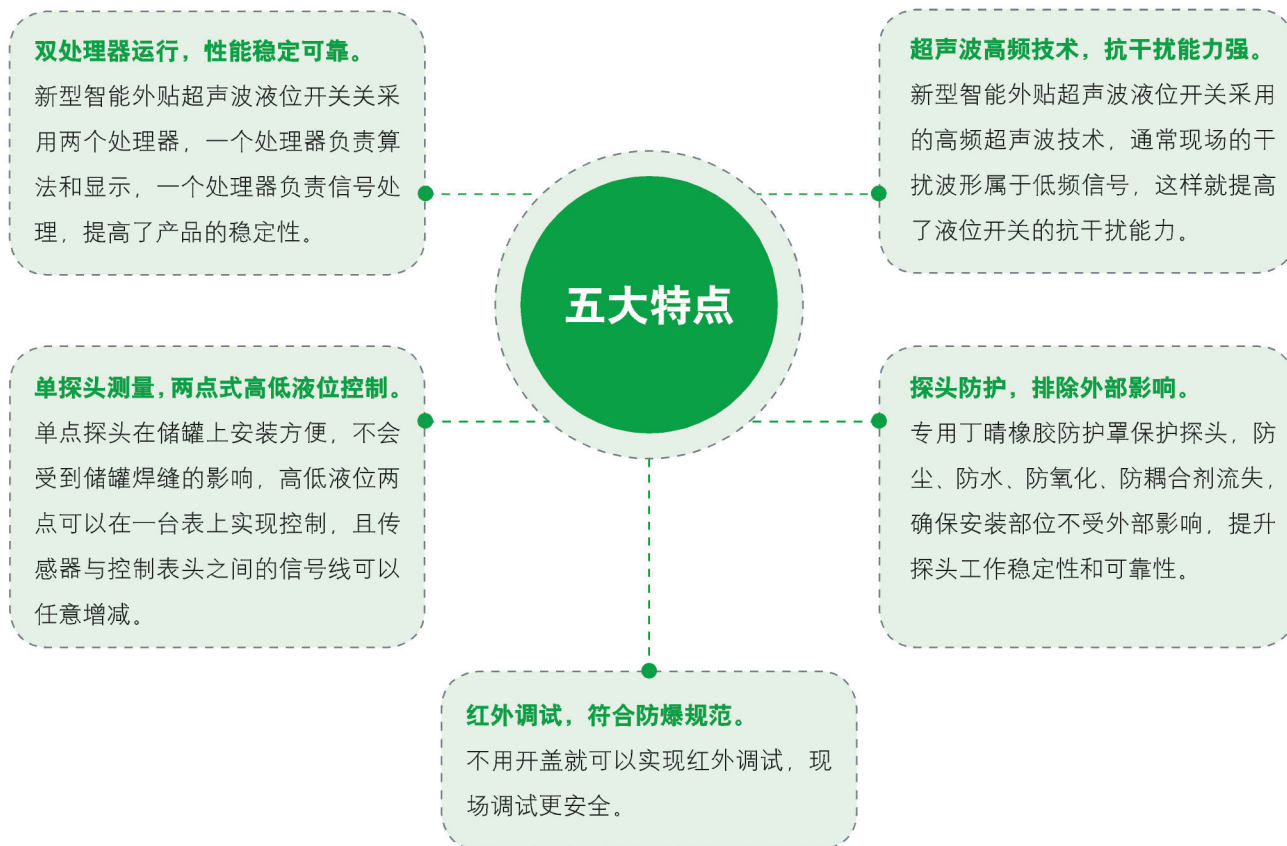 双处理器运行，性能稳定可靠。
新型智能外贴超声波液位开关关采
用两个处理器，一个处理器负责算
法和显示，一个处理器负责信号处
理，提高了产品的稳定性。
超声波高频技术，抗干扰能力强。
新型智能外贴超声波液位开关采用
的高频超声波技术，通常现场的干
扰波形属于低频信号，这样就提高
了液位开关的抗干扰能力。
五大特点
单探头测量，两点式高低液位控制。
单点探头在储罐上安装方便，不会
受到储罐焊缝的影响，高低液位两
点可以在一台表上实现控制，且传
感器与控制表头之间的信号线可以
任意增减。
探头防护，排除外部影响。
专用丁晴橡胶防护罩保护探头，防
尘、防水、防氧化、防耦合剂流失，
确保安装部位不受外部影响，提升
探头工作稳定性和可靠性。
红外调试，符合防爆规范。
不用开盖就可以实现红外调试，现
场调试更安全。